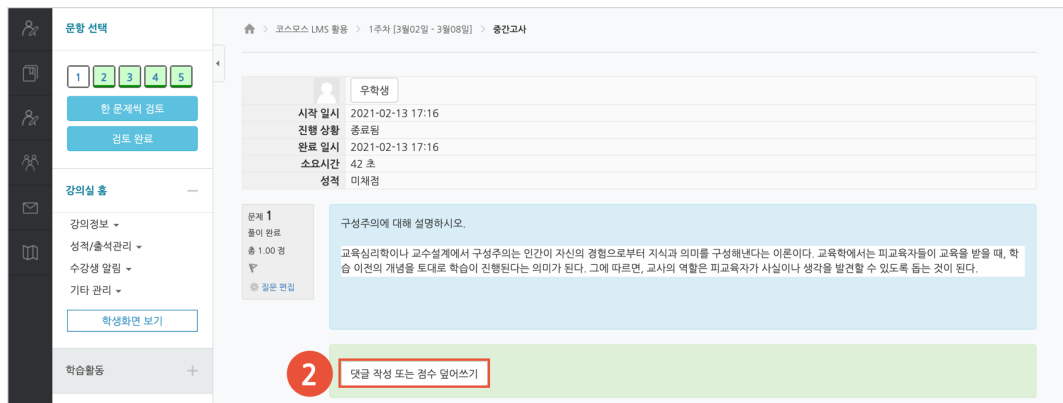 문항 선택
1 2 3 4 5
한 문제씩 검토
검토 완료
강의실 홈
강의정보
성적/출석관리
수강생 알림
기타 관리
학생화면 보기
학습활동
코스모스 LMS 활용 > 1주차 [3월02일 - 3월08일] > 중간고사
우학생
시작 일시 2021-02-13 17:16
진행 상황 종료됨
완료 일시 2021-02-13 17:16
소요시간 42 초
성적 미채점
문제 1
풀이 완료
총 1.00 점
질문 편집
구성주의에 대해 설명하시오.
교육심리학이나 교수설계에서 구성주의는 인간이 자신의 경험으로부터 지식과 의미를 구성해낸다는 이론이다. 교육학에서는 피교육자들이 교육을 받을 때, 학
습 이전의 개념을 토대로 학습이 진행된다는 의미가 된다. 그에 따르면, 교사의 역할은 피교육자가 사실이나 생각을 발견할 수 있도록 돕는 것이 된다.
2 댓글 작성 또는 점수 덮어쓰기